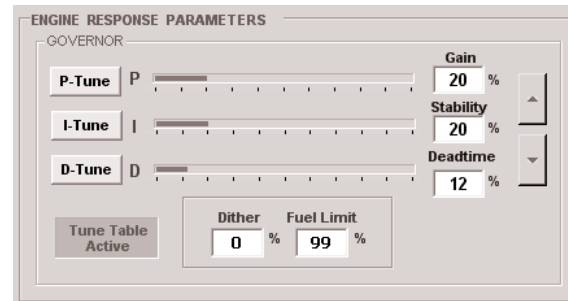 ENGINE RESPONSE PARAMETERS
GOVERNOR
Gain
P-Tune P 20 %
Stability
I-Tune I 20 %
Deadtime
D-Tune D 12 %
Tune Table
Active
Dither Fuel Limit
0 % 99 %